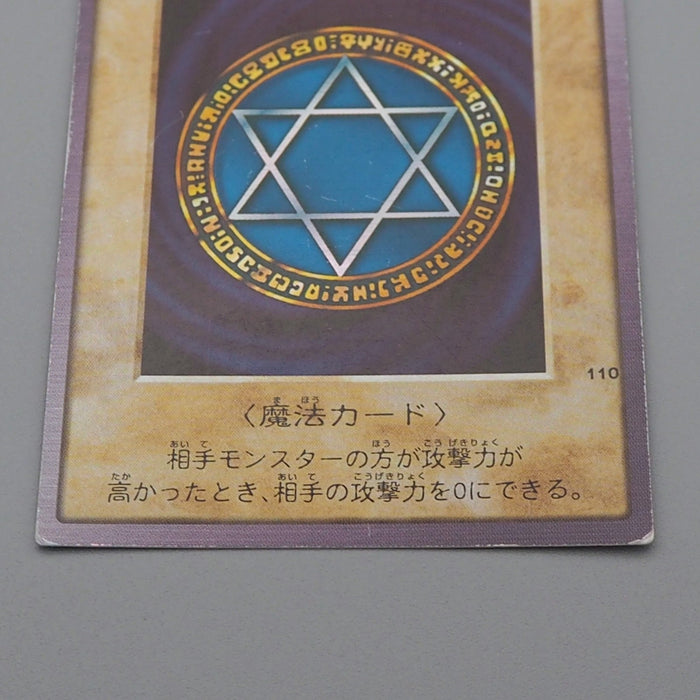 110
〈魔法カード〉
相手モンスターの方が攻撃力が
高かったとき、相手の攻撃力を0にできる。